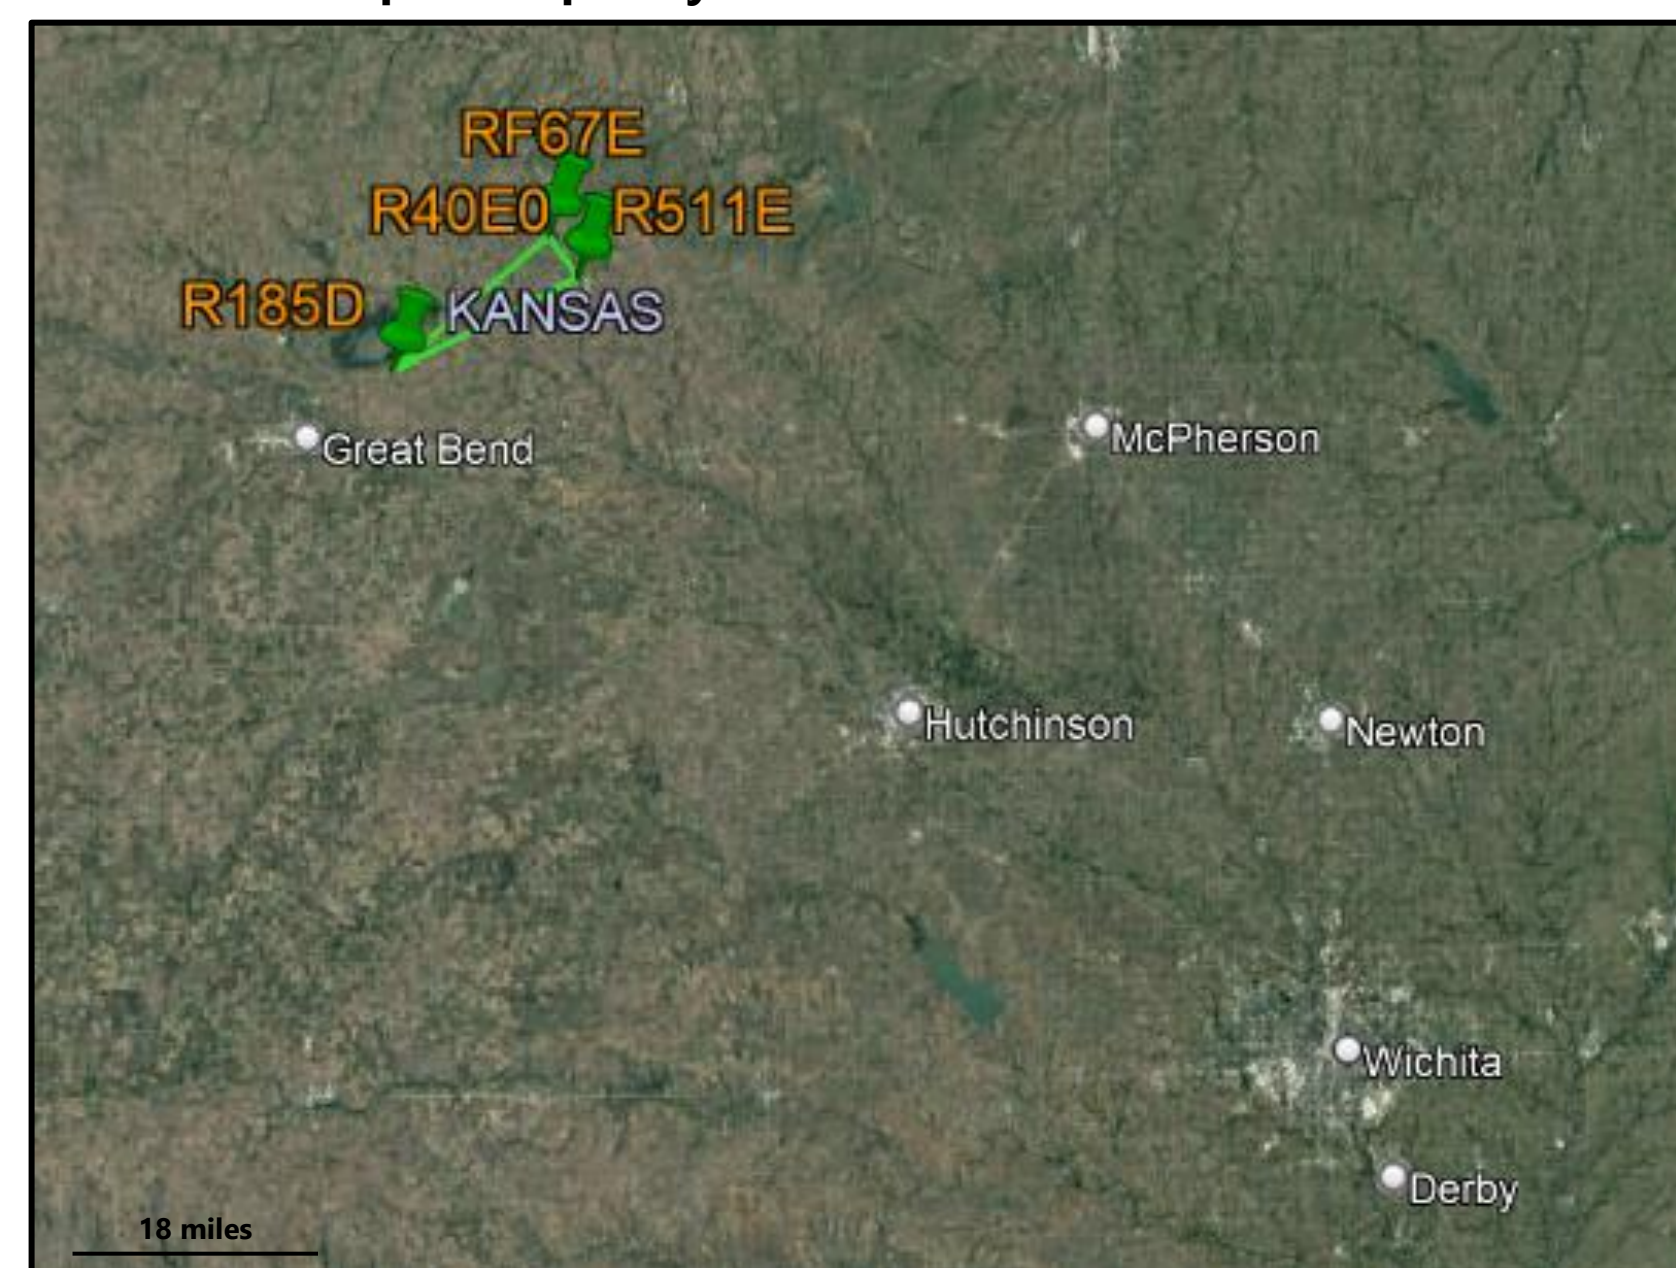 RF67E
R40E0 R511E
R185D KANSAS
Great Bend
McPherson
Hutchinson
Newton
Wichita
Derby
18 miles